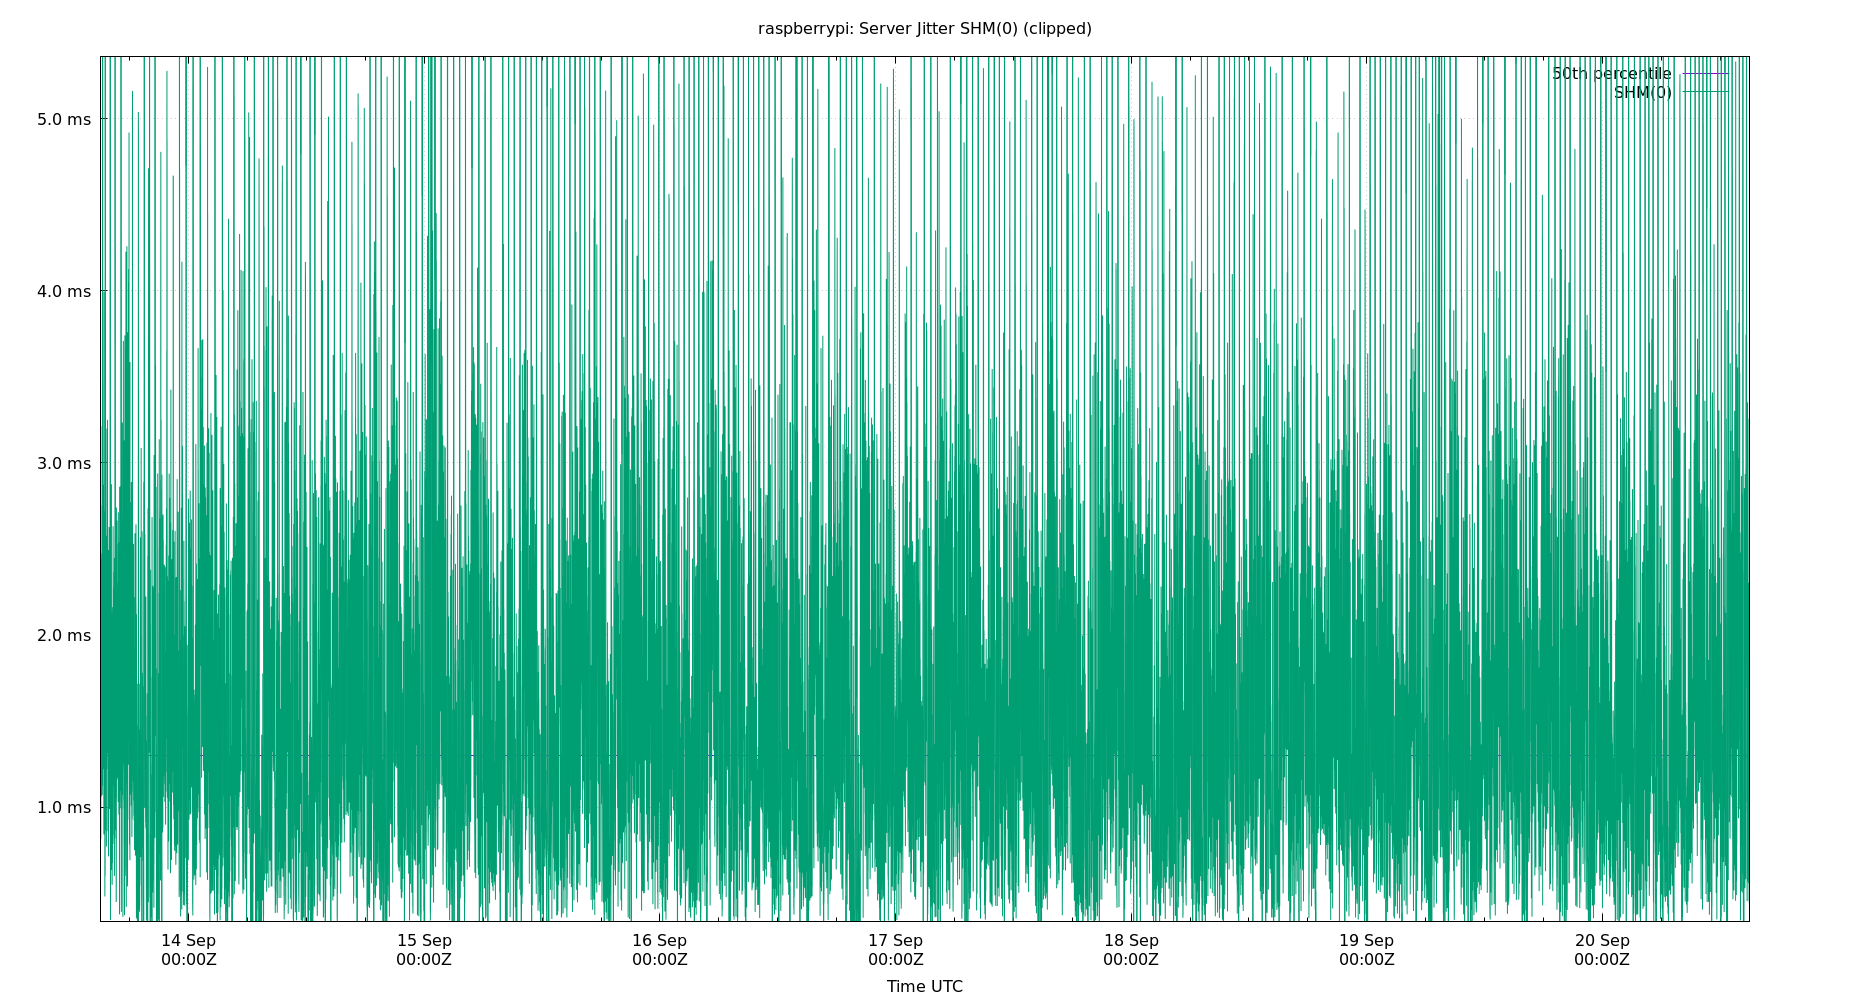 raspberrypi: Server Jitter SHM(0) (clipped)
50th percentile
SHM(0)
5.0 ms
4.0 ms
3.0 ms
2.0 ms
1.0 ms
14 Sep
00:00Z
15 Sep
00:00Z
16 Sep
00:00Z
17 Sep
00:00Z
18 Sep
00:00Z
19 Sep
00:00Z
20 Sep
00:00Z
Time UTC